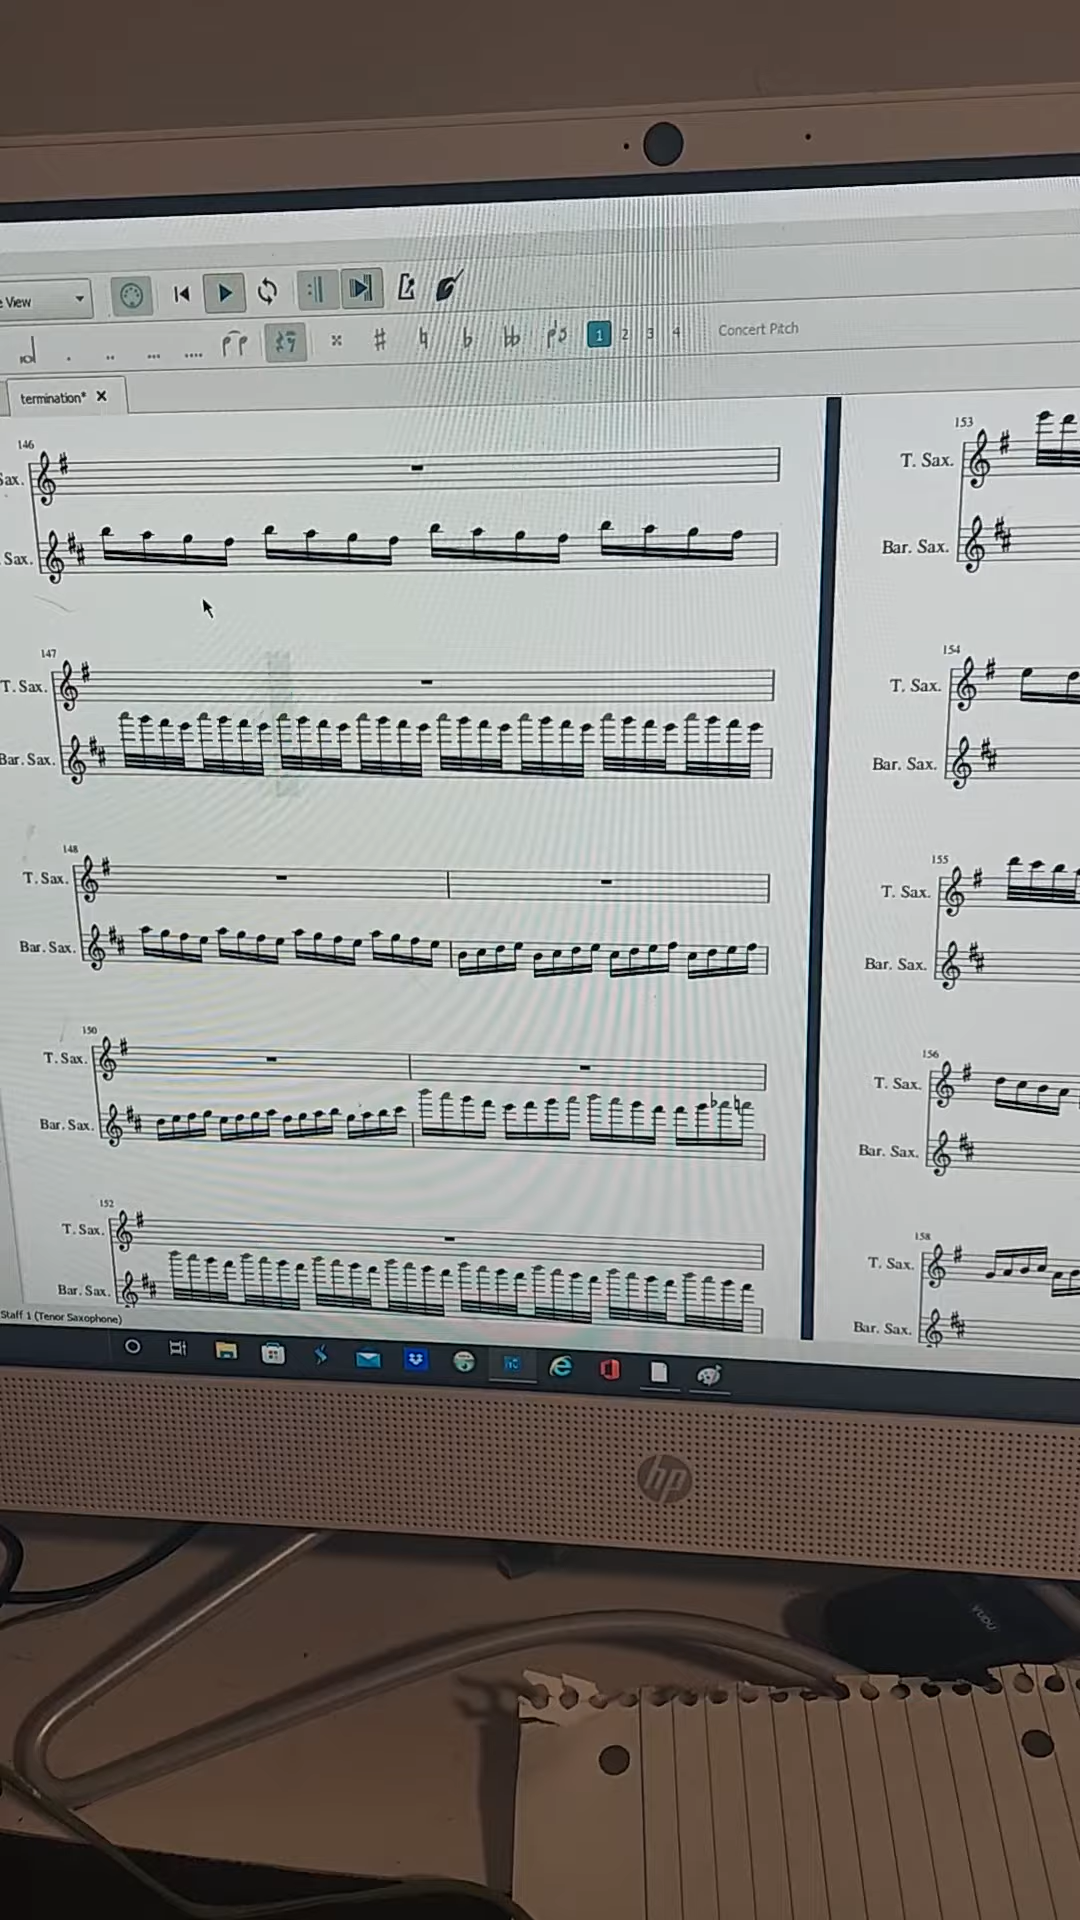 View
1 2 3 4 Concert Pitch
termination* X
146
Sax.
Sax.
147
T. Sax.
Bar. Sax.
148
T. Sax.
Bar. Sax.
150
T. Sax.
Bar. Sax.
152
T. Sax.
Bar. Sax.
Staff 1 (Tenor Saxophone)
153
T. Sax.
Bar. Sax.
154
T. Sax.
Bar. Sax.
155
T. Sax.
Bar. Sax.
156
T. Sax.
Bar. Sax.
158
T. Sax.
Bar. Sax.
hp